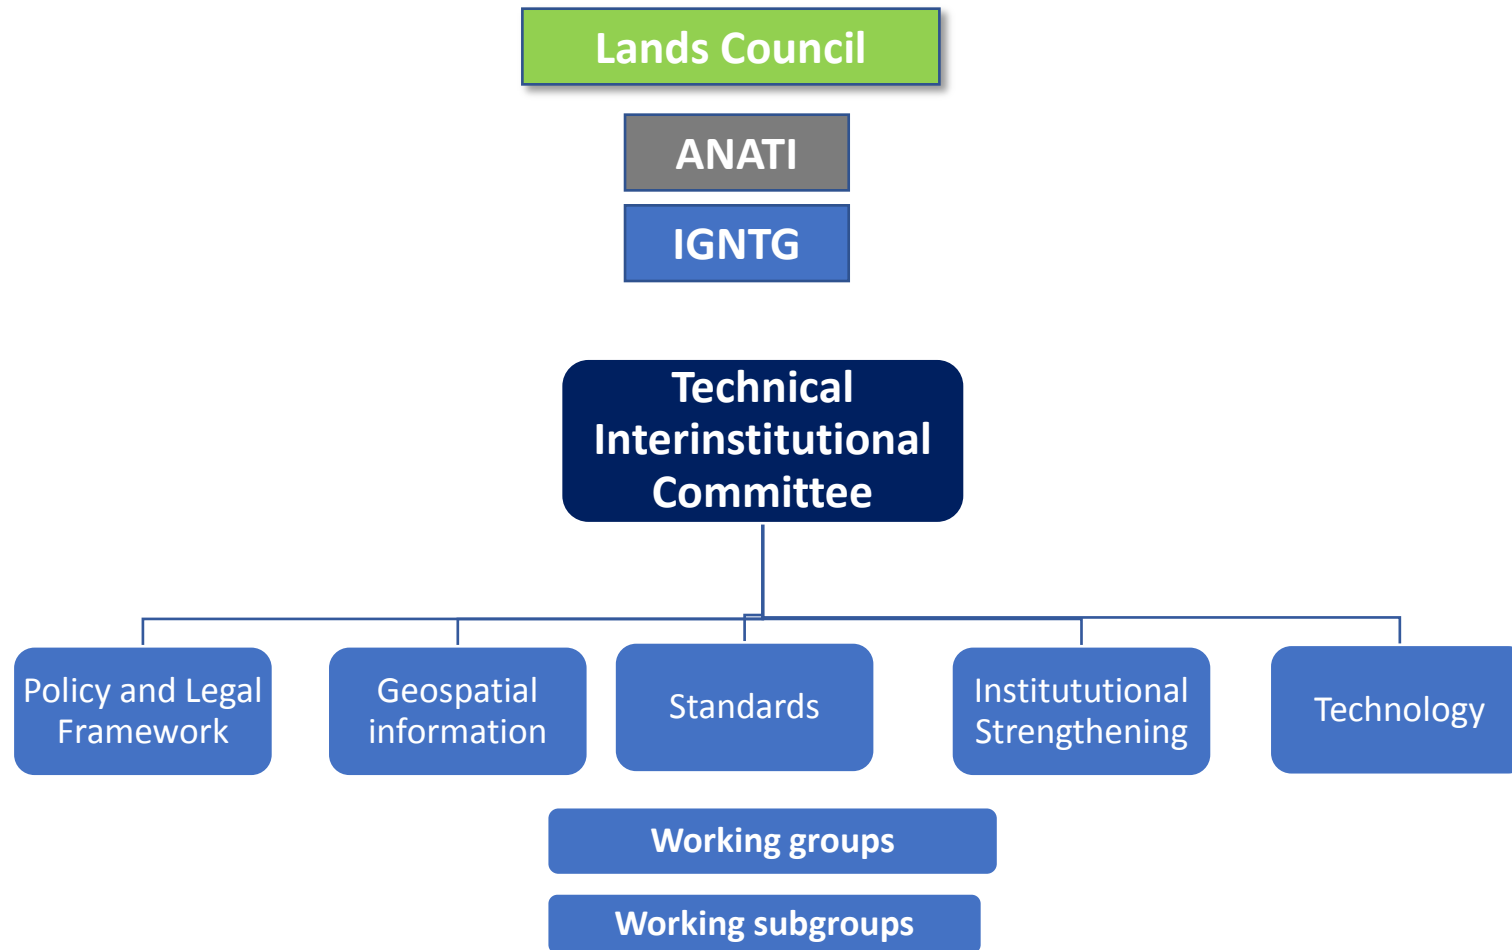 Lands Council
ANATI
IGNTG
Technical
Interinstitutional
Committee
Policy and Legal
Framework
Geospatial
information
Standards
Institututional
Strengthening
Technology
Working groups
Working subgroups